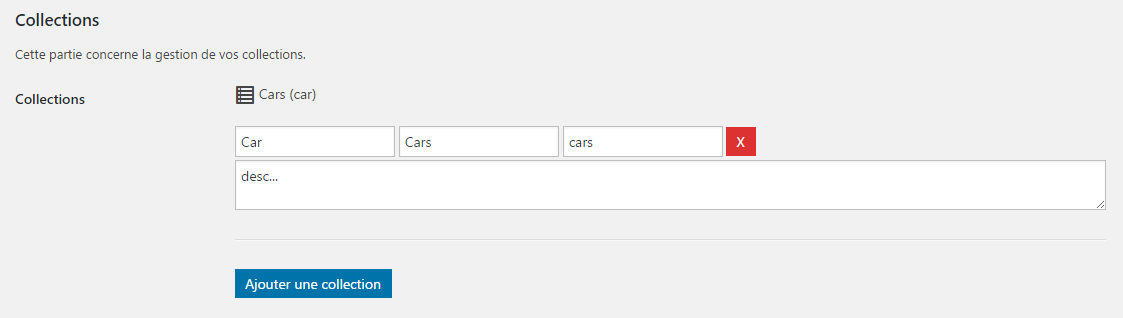 Collections
Cette partie concerne la gestion de vos collections.
Collections
Cars (car)
Car Cars cars X
desc...
Ajouter une collection